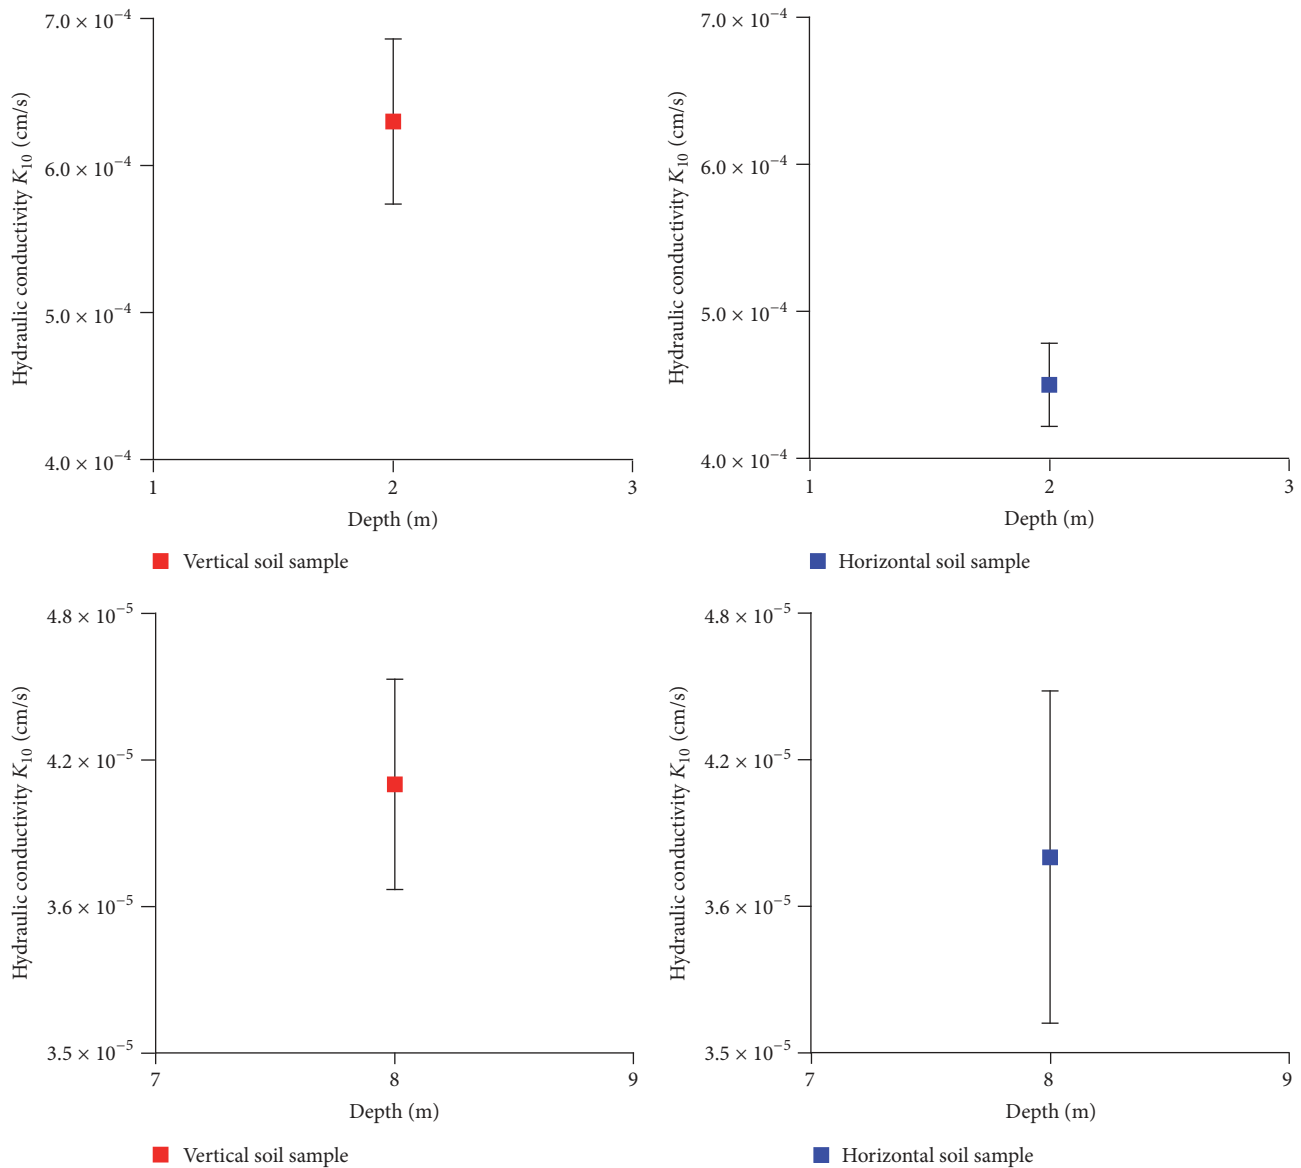 Hydraulic conductivity K₁₀ (cm/s)
7.0 × 10⁻⁴
6.0 × 10⁻⁴
5.0 × 10⁻⁴
4.0 × 10⁻⁴
1 2 3
Depth (m)
Vertical soil sample
Hydraulic conductivity K₁₀ (cm/s)
7.0 × 10⁻⁴
6.0 × 10⁻⁴
5.0 × 10⁻⁴
4.0 × 10⁻⁴
1 2 3
Depth (m)
Horizontal soil sample
Hydraulic conductivity K₁₀ (cm/s)
4.8 × 10⁻⁵
4.2 × 10⁻⁵
3.6 × 10⁻⁵
3.5 × 10⁻⁵
7 8 9
Depth (m)
Vertical soil sample
Hydraulic conductivity K₁₀ (cm/s)
4.8 × 10⁻⁵
4.2 × 10⁻⁵
3.6 × 10⁻⁵
3.5 × 10⁻⁵
7 8 9
Depth (m)
Horizontal soil sample